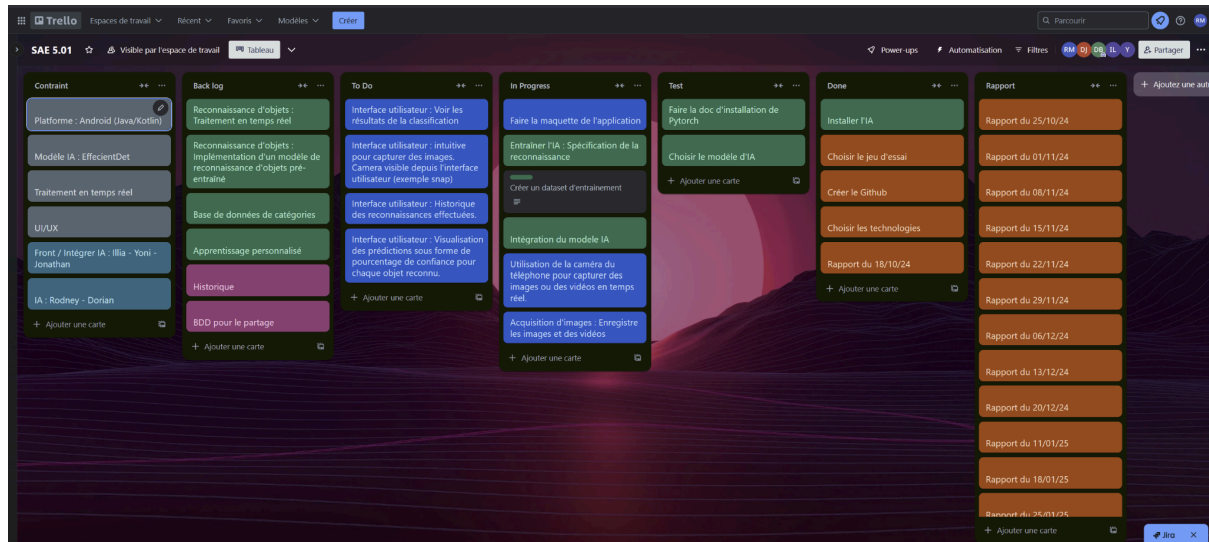 Trello Espaces de travail Récent Favoris Modèles Créer Parcourir RM
SAE 5.01 Visible par l'espace de travail Tableau Power-ups Automatisation Filtres RM DJ DB IL Y Partager
Contraint
Platforme : Android (Java/Kotlin)
Modèle IA : EffecientDet
Traitement en temps réel
UI/UX
Front / Intégrer IA : Illia - Yoni -
Jonathan
IA : Rodney - Dorian
+ Ajouter une carte
Back log
Reconnaissance d'objets :
Traitement en temps réel
Reconnaissance d'objets :
Implémentation d'un modèle de
reconnaissance d'objets pré-
entraîné
Base de données de catégories
Apprentissage personnalisé
Historique
BDD pour le partage
+ Ajouter une carte
To Do
Interface utilisateur : Voir les
résultats de la classification
Interface utilisateur : intuitive
pour capturer des images.
Camera visible depuis l'interface
utilisateur (exemple snap)
Interface utilisateur : Historique
des reconnaissances effectuées.
Interface utilisateur : Visualisation
des prédictions sous forme de
pourcentage de confiance pour
chaque objet reconnu.
+ Ajouter une carte
In Progress
Faire la maquette de l'application
Entraîner l'IA : Spécification de la
reconnaissance
Créer un dataset d'entrainement
Intégration du modele IA
Utilisation de la caméra du
téléphone pour capturer des
images ou des vidéos en temps
réel.
Acquisition d'images : Enregistre
les images et des vidéos
+ Ajouter une carte
Test
Faire la doc d'installation de
Pytorch
Choisir le modèle d'IA
+ Ajouter une carte
Done
Installer l'IA
Choisir le jeu d'essai
Créer le Github
Choisir les technologies
Rapport du 18/10/24
+ Ajouter une carte
Rapport
Rapport du 25/10/24
Rapport du 01/11/24
Rapport du 08/11/24
Rapport du 15/11/24
Rapport du 22/11/24
Rapport du 29/11/24
Rapport du 06/12/24
Rapport du 13/12/24
Rapport du 20/12/24
Rapport du 11/01/25
Rapport du 18/01/25
Rapport du 25/01/25
+ Ajouter une carte
+ Ajoutez une aut
Jira